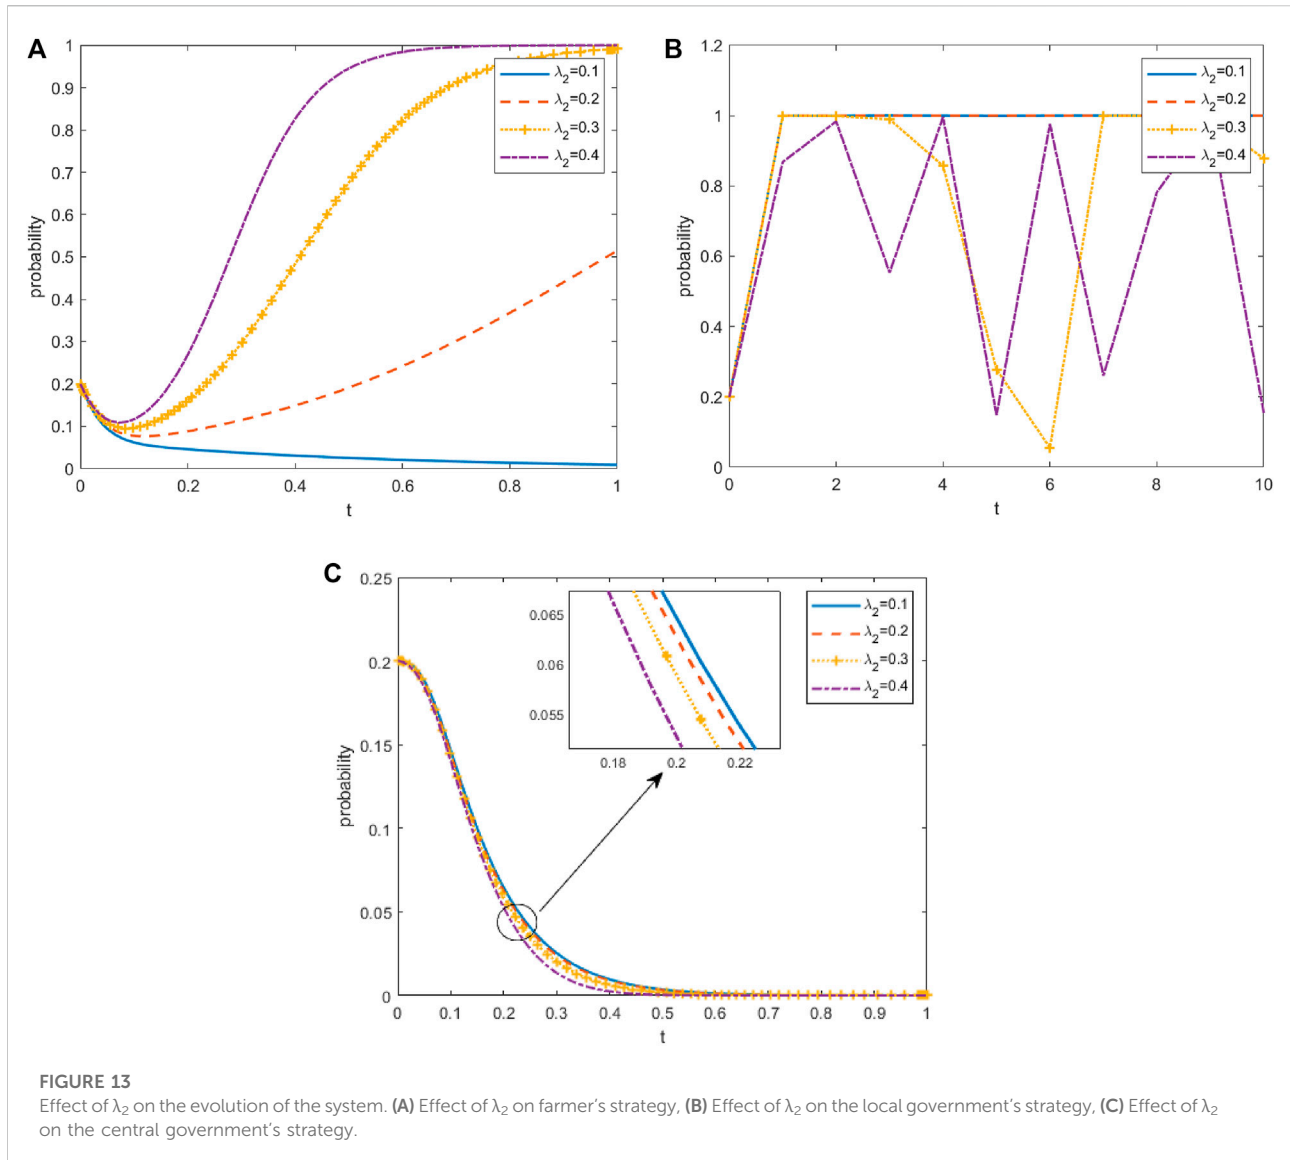 A
1
0.9
0.8
0.7
0.6
0.5
0.4
0.3
0.2
0.1
0
probability
0
0.2
0.4
0.6
0.8
1
t
λ2=0.1
λ2=0.2
λ2=0.3
λ2=0.4
B
1.2
1
0.8
0.6
0.4
0.2
0
probability
0
2
4
6
8
10
t
λ2=0.1
λ2=0.2
λ2=0.3
λ2=0.4
C
0.25
0.2
0.15
0.1
0.05
0
probability
0
0.1
0.2
0.3
0.4
0.5
0.6
0.7
0.8
0.9
1
t
0.065
0.06
0.055
0.18
0.2
0.22
λ2=0.1
λ2=0.2
λ2=0.3
λ2=0.4
FIGURE 13
Effect of λ2 on the evolution of the system. (A) Effect of λ2 on farmer’s strategy, (B) Effect of λ2 on the local government’s strategy, (C) Effect of λ2
on the central government’s strategy.